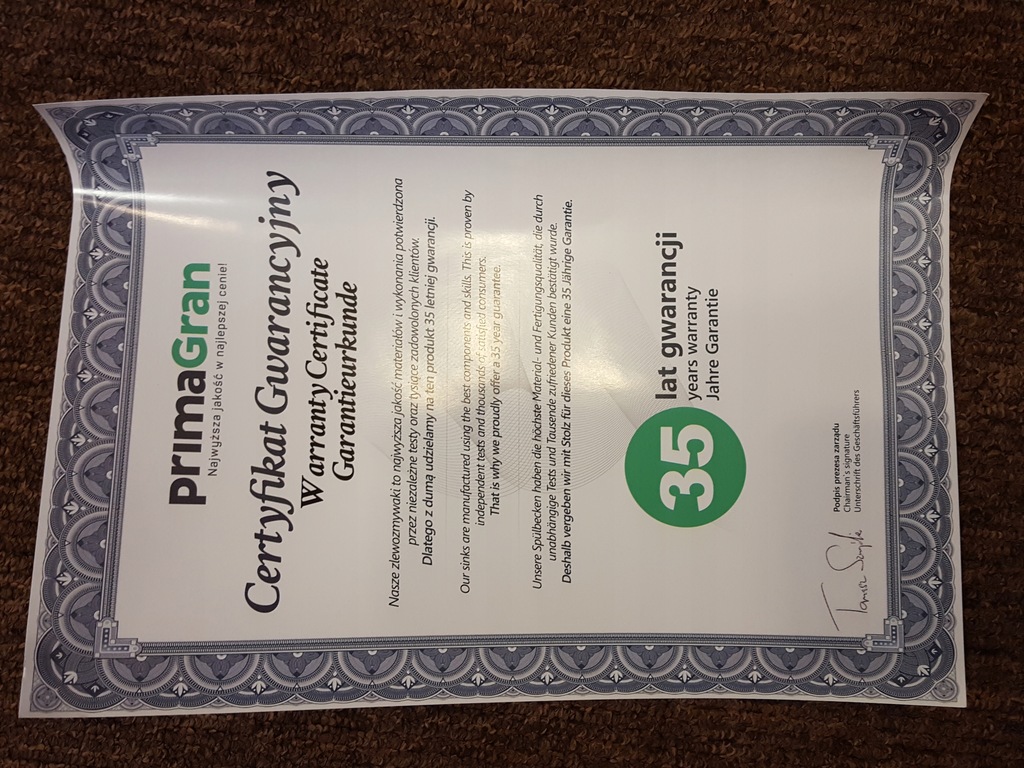 PrımaGran
Najwyższa jakość w najlepszej cenie!
Certyfikat Gwarancyjny
Warranty Certificate
Garantieurkunde
Nasze zlewozmywaki to najwyższa jakość materiałów i wykonania potwierdzona
przez niezależne testy oraz tysiące zadowolonych klientów.
Dlatego z dumą udzielamy na ten produkt 35 letniej gwarancji.
Our sinks are manufactured using the best components and skills. This is proven by
independent tests and thousands of satisfied consumers.
That is why we proudly offer a 35 year guarantee.
Unsere Spülbecken haben die höchste Material- und Fertigungsqualität, die durch
unabhängige Tests und Tausende zufriedener Kunden bestätigt wurde.
Deshalb vergeben wir mit Stolz für dieses Produkt eine 35 Jährige Garantie.
35
lat gwarancji
years warranty
Jahre Garantie
Podpis prezesa zarządu
Chairman's signature
Unterschrift des Geschäftsführers